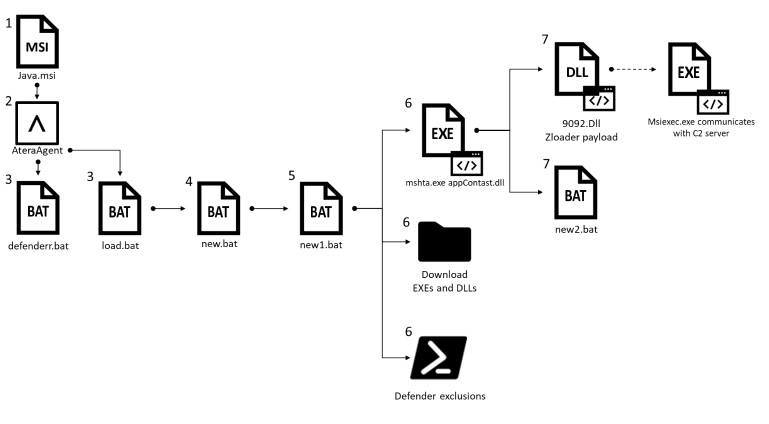 1
MSI
Java.msi
2
AteraAgent
3
BAT
defenderr.bat
3
BAT
load.bat
4
BAT
new.bat
5
BAT
new1.bat
6
EXE
</>
mshta.exe appContast.dll
6
Download
EXEs and DLLs
6
Defender exclusions
7
DLL
</>
9092.Dll
Zloader payload
EXE
</>
Msiexec.exe communicates
with C2 server
7
BAT
new2.bat